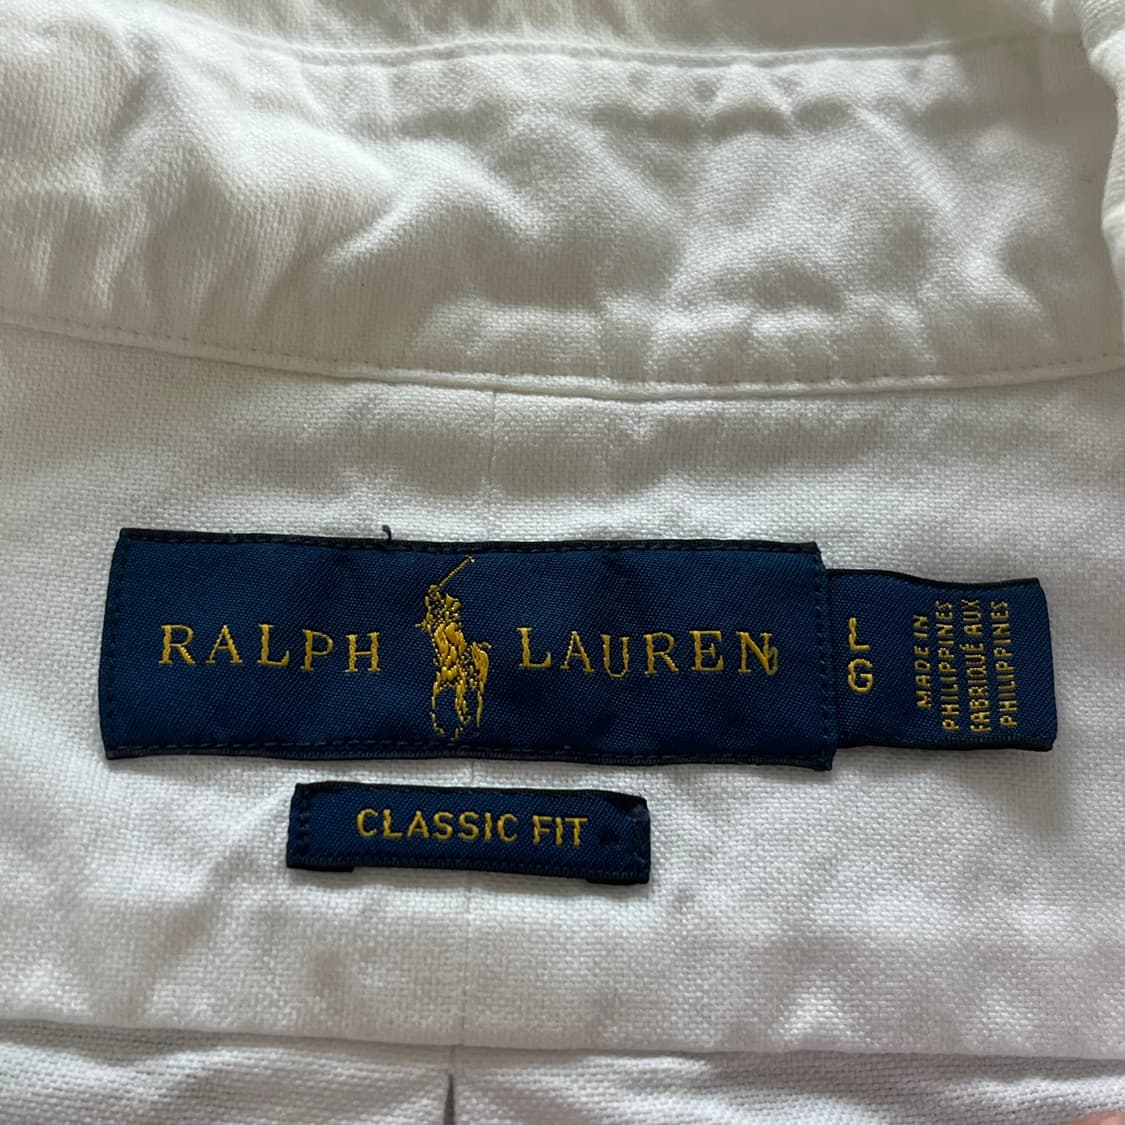 RALPH LAUREN
L
G
MADE IN
PHILIPPINES
FABRIQUÉ AUX
PHILIPPINES
CLASSIC FIT